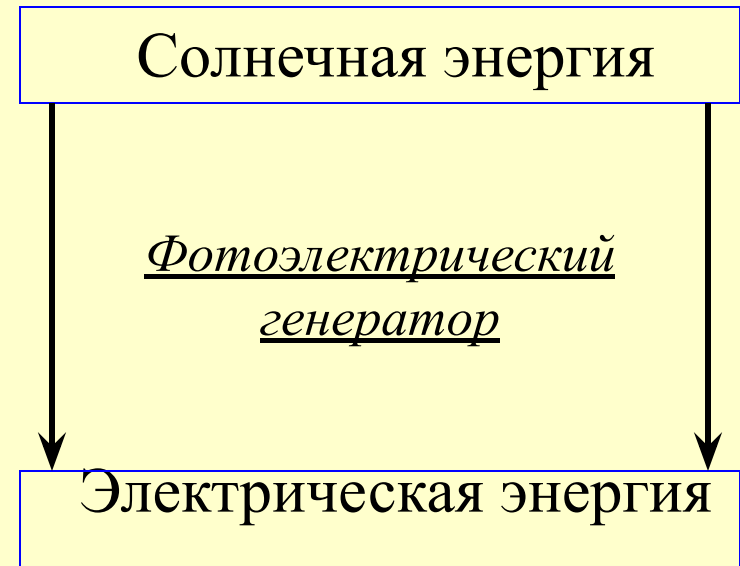 Солнечная энергия
Фотоэлектрический
генератор
Электрическая энергия